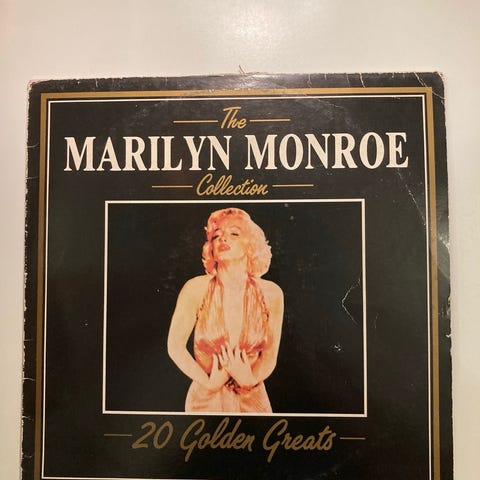 The
MARILYN MONROE
Collection
20 Golden Greats